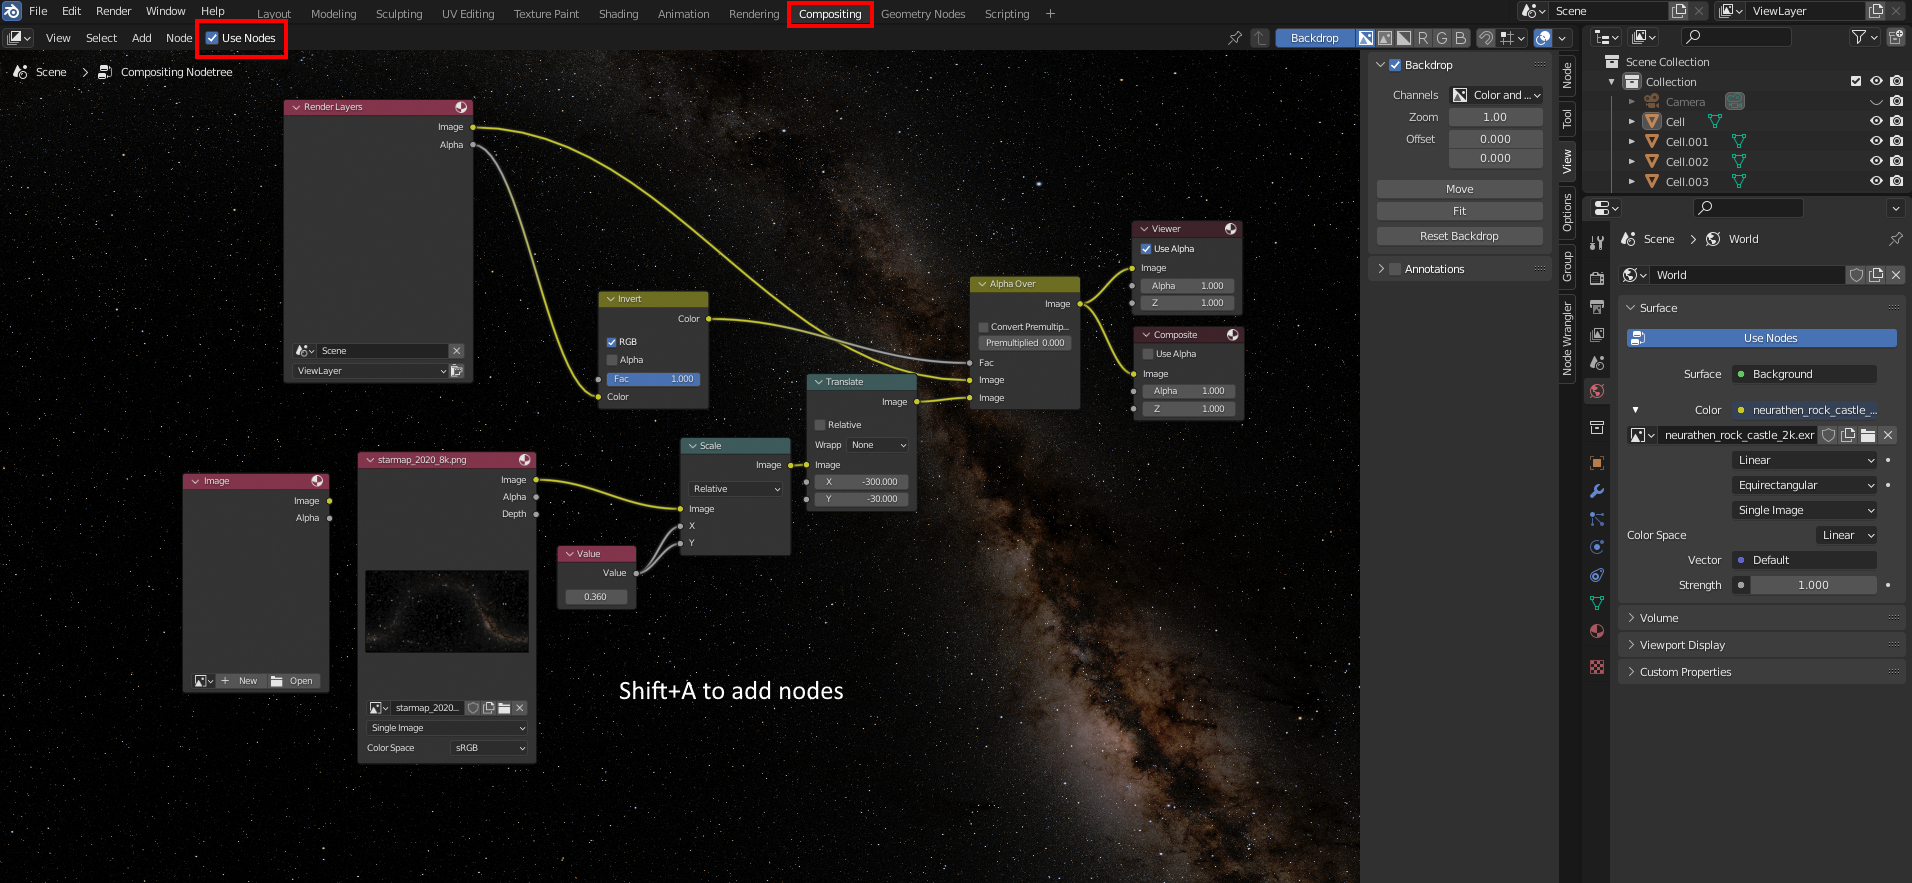 File Edit Render Window Help Layout Modeling Sculpting UV Editing Texture Paint Shading Animation Rendering Compositing Geometry Nodes Scripting + Scene ViewLayer
View Select Add Node Use Nodes Backdrop R G B
Scene > Compositing Nodetree
Render Layers
Image
Alpha
Scene
ViewLayer
Invert
Color
RGB
Alpha
Fac 1.000
Color
Image
Image
Alpha
New Open
starmap_2020_8k.png
Image
Alpha
Depth
starmap_2020...
Single Image
Color Space sRGB
Value
Value
0.360
Scale
Image
Relative
Image
X
Y
Translate
Image
Relative
Wrapp None
Image
X -300.000
Y -30.000
Alpha Over
Image
Convert Premultip...
Premultiplied 0.000
Fac
Image
Image
Viewer
Use Alpha
Image
Alpha 1.000
Z 1.000
Composite
Use Alpha
Image
Alpha 1.000
Z 1.000
Shift+A to add nodes
Backdrop
Channels Color and ...
Zoom 1.00
Offset 0.000
0.000
Move
Fit
Reset Backdrop
Annotations
Node
Tool
View
Options
Group
Node Wrangler
Scene Collection
Collection
Camera
Cell
Cell.001
Cell.002
Cell.003
Scene > World
World
Surface
Use Nodes
Surface Background
Color neurathen_rock_castle_...
neurathen_rock_castle_2k.exr
Linear
Equirectangular
Single Image
Color Space Linear
Vector Default
Strength 1.000
Volume
Viewport Display
Custom Properties